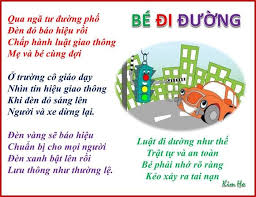 BÉ ĐI ĐƯỜNG
Qua ngã tư đường phố
Đèn đỏ báo hiệu rồi
Chấp hành luật giao thông
Mẹ và bé cùng đợi
Ở trường cô giáo dạy
Nhìn tín hiệu giao thông
Khi đèn đỏ sáng lên
Người và xe dừng lại.
Đèn vàng sẽ báo hiệu
Chuẩn bị cho mọi người
Đèn xanh bật lên rồi
Lưu thông như thường lệ.
Luật đi đường như thế
Trật tự và an toàn
Bé phải nhớ rõ ràng
Kẻo xảy ra tai nạn
Kim Hoa